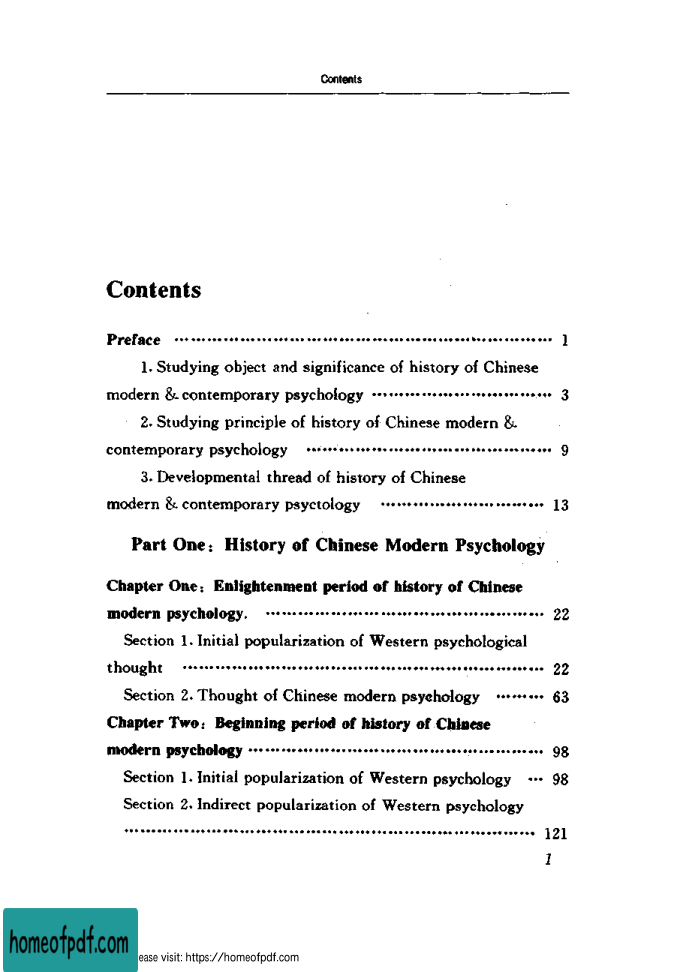 Contents
Contents
Preface …………………………………………………………… 1
1. Studying object and significance of history of Chinese
modern & contemporary psychology …………………………… 3
2. Studying principle of history of Chinese modern &
contemporary psychology ……………………………………… 9
3. Developmental thread of history of Chinese
modern & contemporary psyctology ………………………… 13
Part One: History of Chinese Modern Psychology
Chapter One: Enlightenment period of history of Chinese
modern psychology. …………………………………………… 22
Section 1. Initial popularization of Western psychological
thought ………………………………………………………… 22
Section 2. Thought of Chinese modern psychology ……… 63
Chapter Two: Beginning period of history of Chinese
modern psychology ……………………………………………… 98
Section 1. Initial popularization of Western psychology … 98
Section 2. Indirect popularization of Western psychology
………………………………………………………………… 121
1
homeofpdf.com
ease visit: https://homeofpdf.com